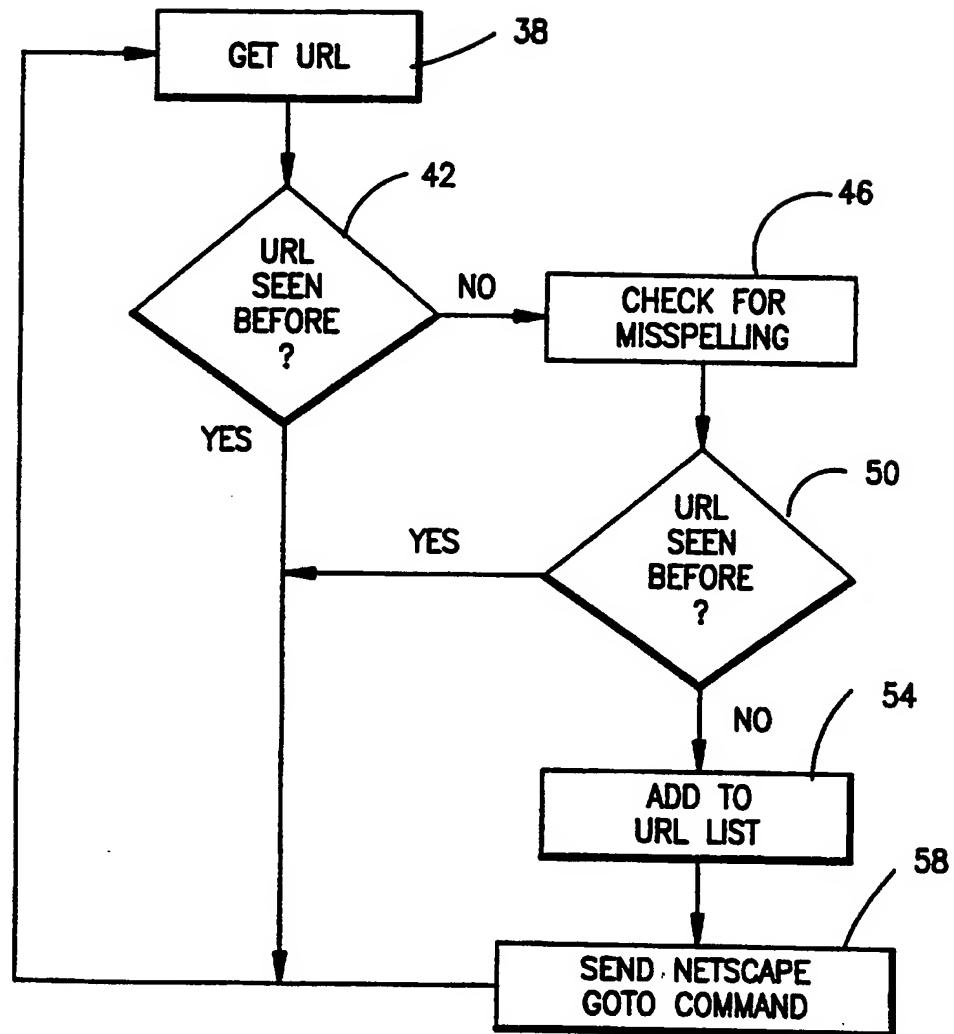 GET URL
38
42
URL
SEEN
BEFORE
?
NO
YES
46
CHECK FOR
MISSPELLING
50
URL
SEEN
BEFORE
?
YES
NO
54
ADD TO
URL LIST
58
SEND NETSCAPE
GOTO COMMAND